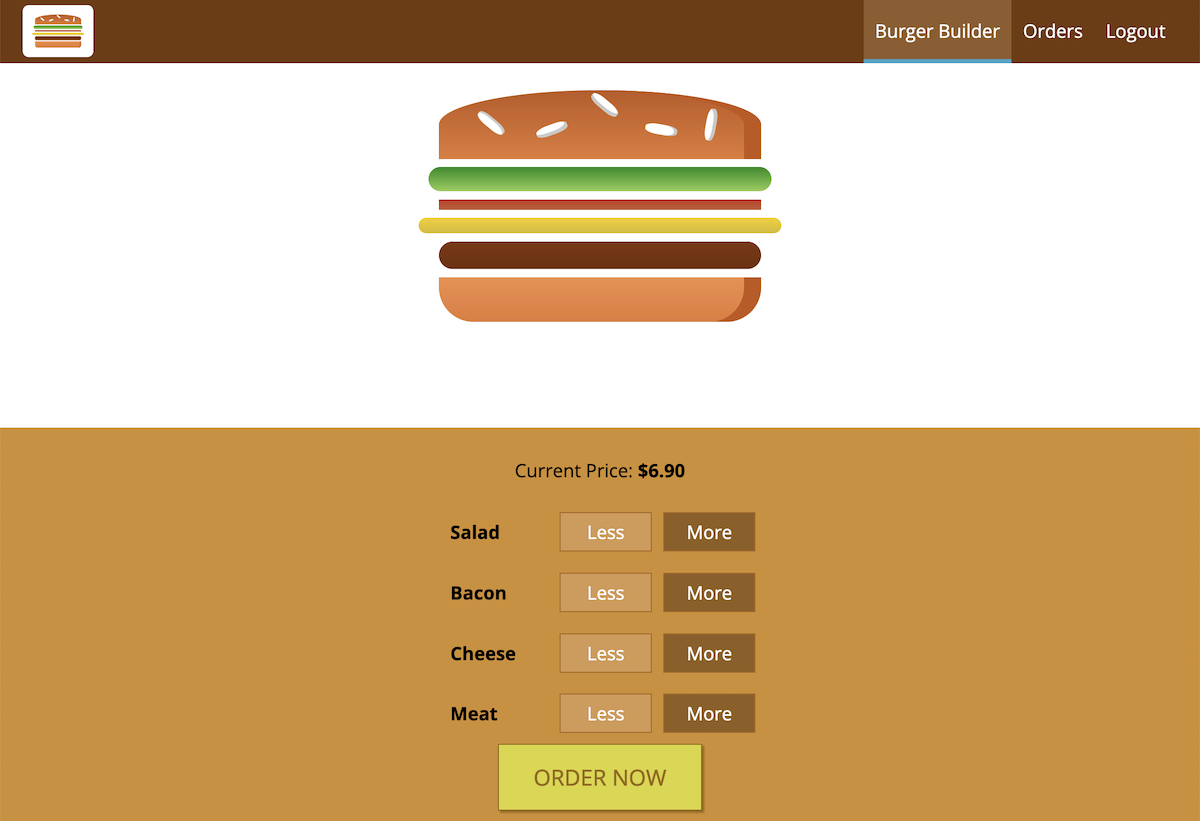 Burger Builder Orders Logout
Current Price: $6.90
Salad Less More
Bacon Less More
Cheese Less More
Meat Less More
ORDER NOW